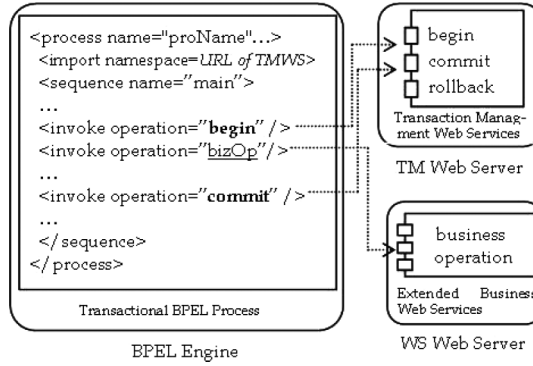 <process name="proName"...>
<import namespace=URL of TMWS>
<sequence name="main">
...
<invoke operation="begin" />
<invoke operation="bizOp"/>
...
<invoke operation="commit" />
...
</sequence>
</process>
Transactional BPEL Process
BPEL Engine
begin
commit
rollback
Transaction Manag-
ment Web Services
TM Web Server
business
operation
Extended Business
Web Services
WS Web Server